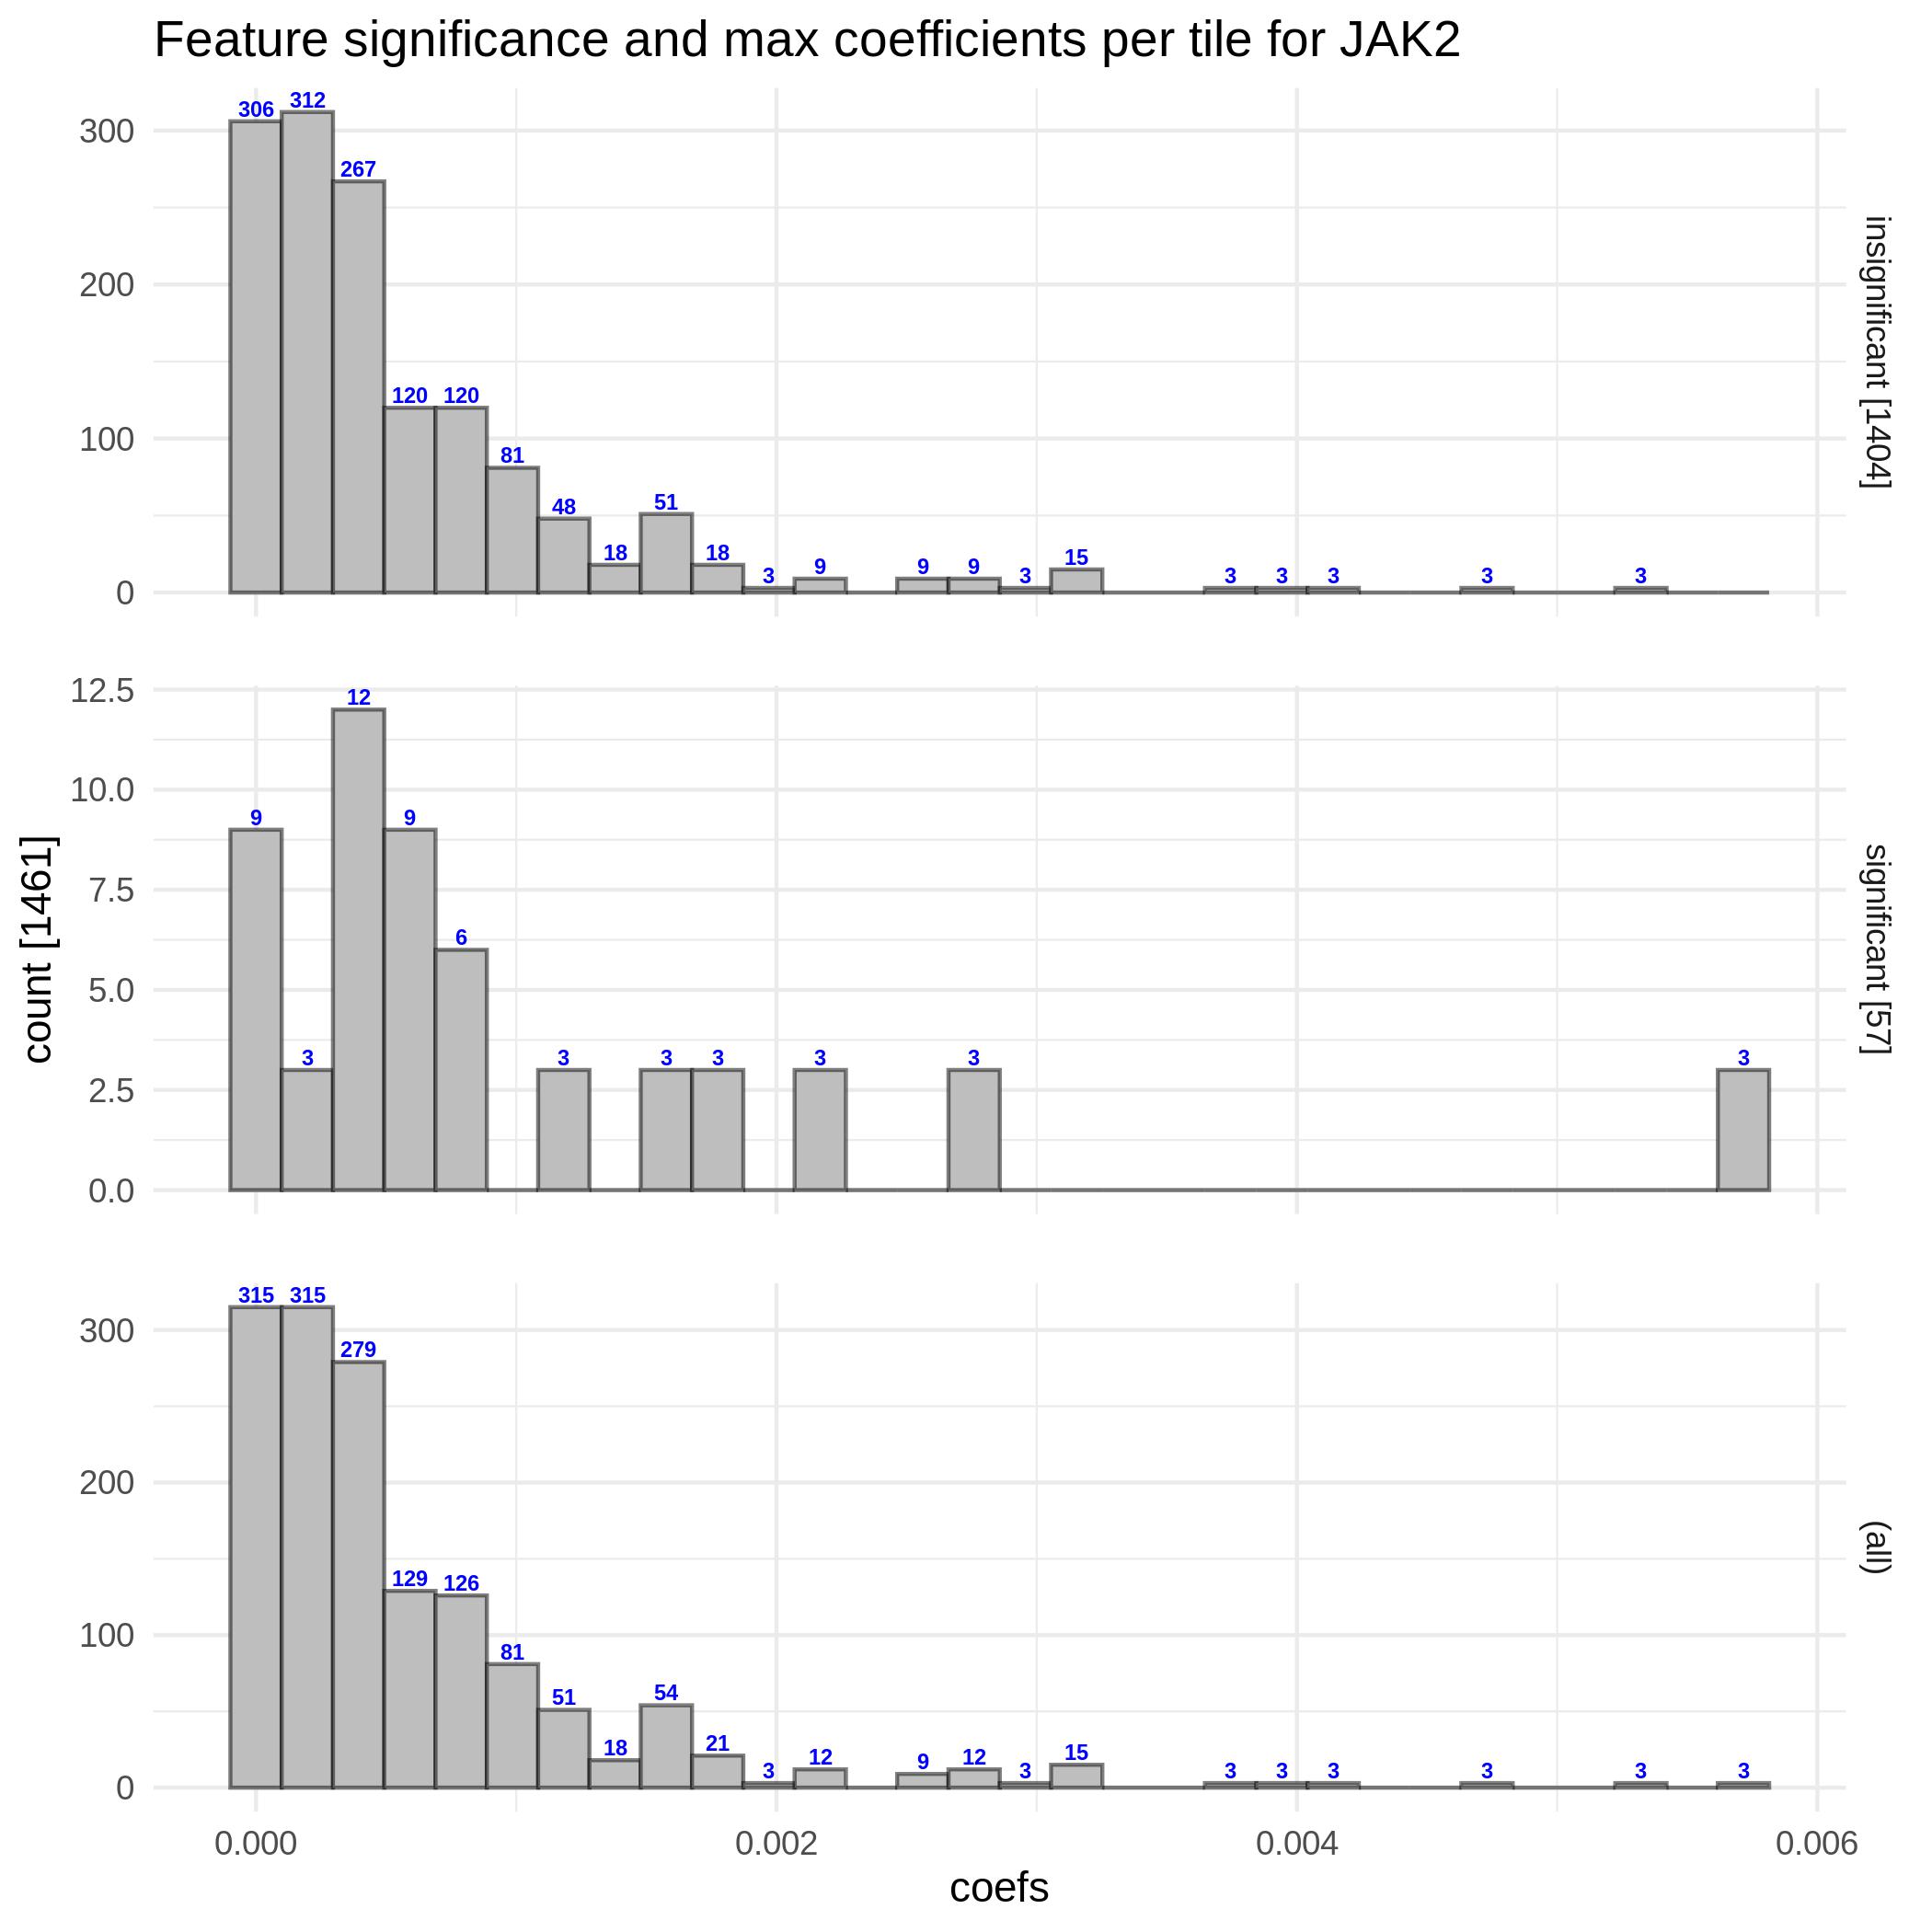 Feature significance and max coefficients per tile for JAK2
306 312 267 120 120 81 48 18 51 18 3 9 9 9 3 15 3 3 3 3 3
300
200
100
0
insignificant [1404]
9 3 12 9 6 3 3 3 3 3 3
12.5
10.0
7.5
5.0
2.5
0.0
count [1461]
significant [57]
315 315 279 129 126 81 51 18 54 21 3 12 9 12 3 15 3 3 3 3 3 3
300
200
100
0
(all)
0.000 0.002 0.004 0.006
coefs